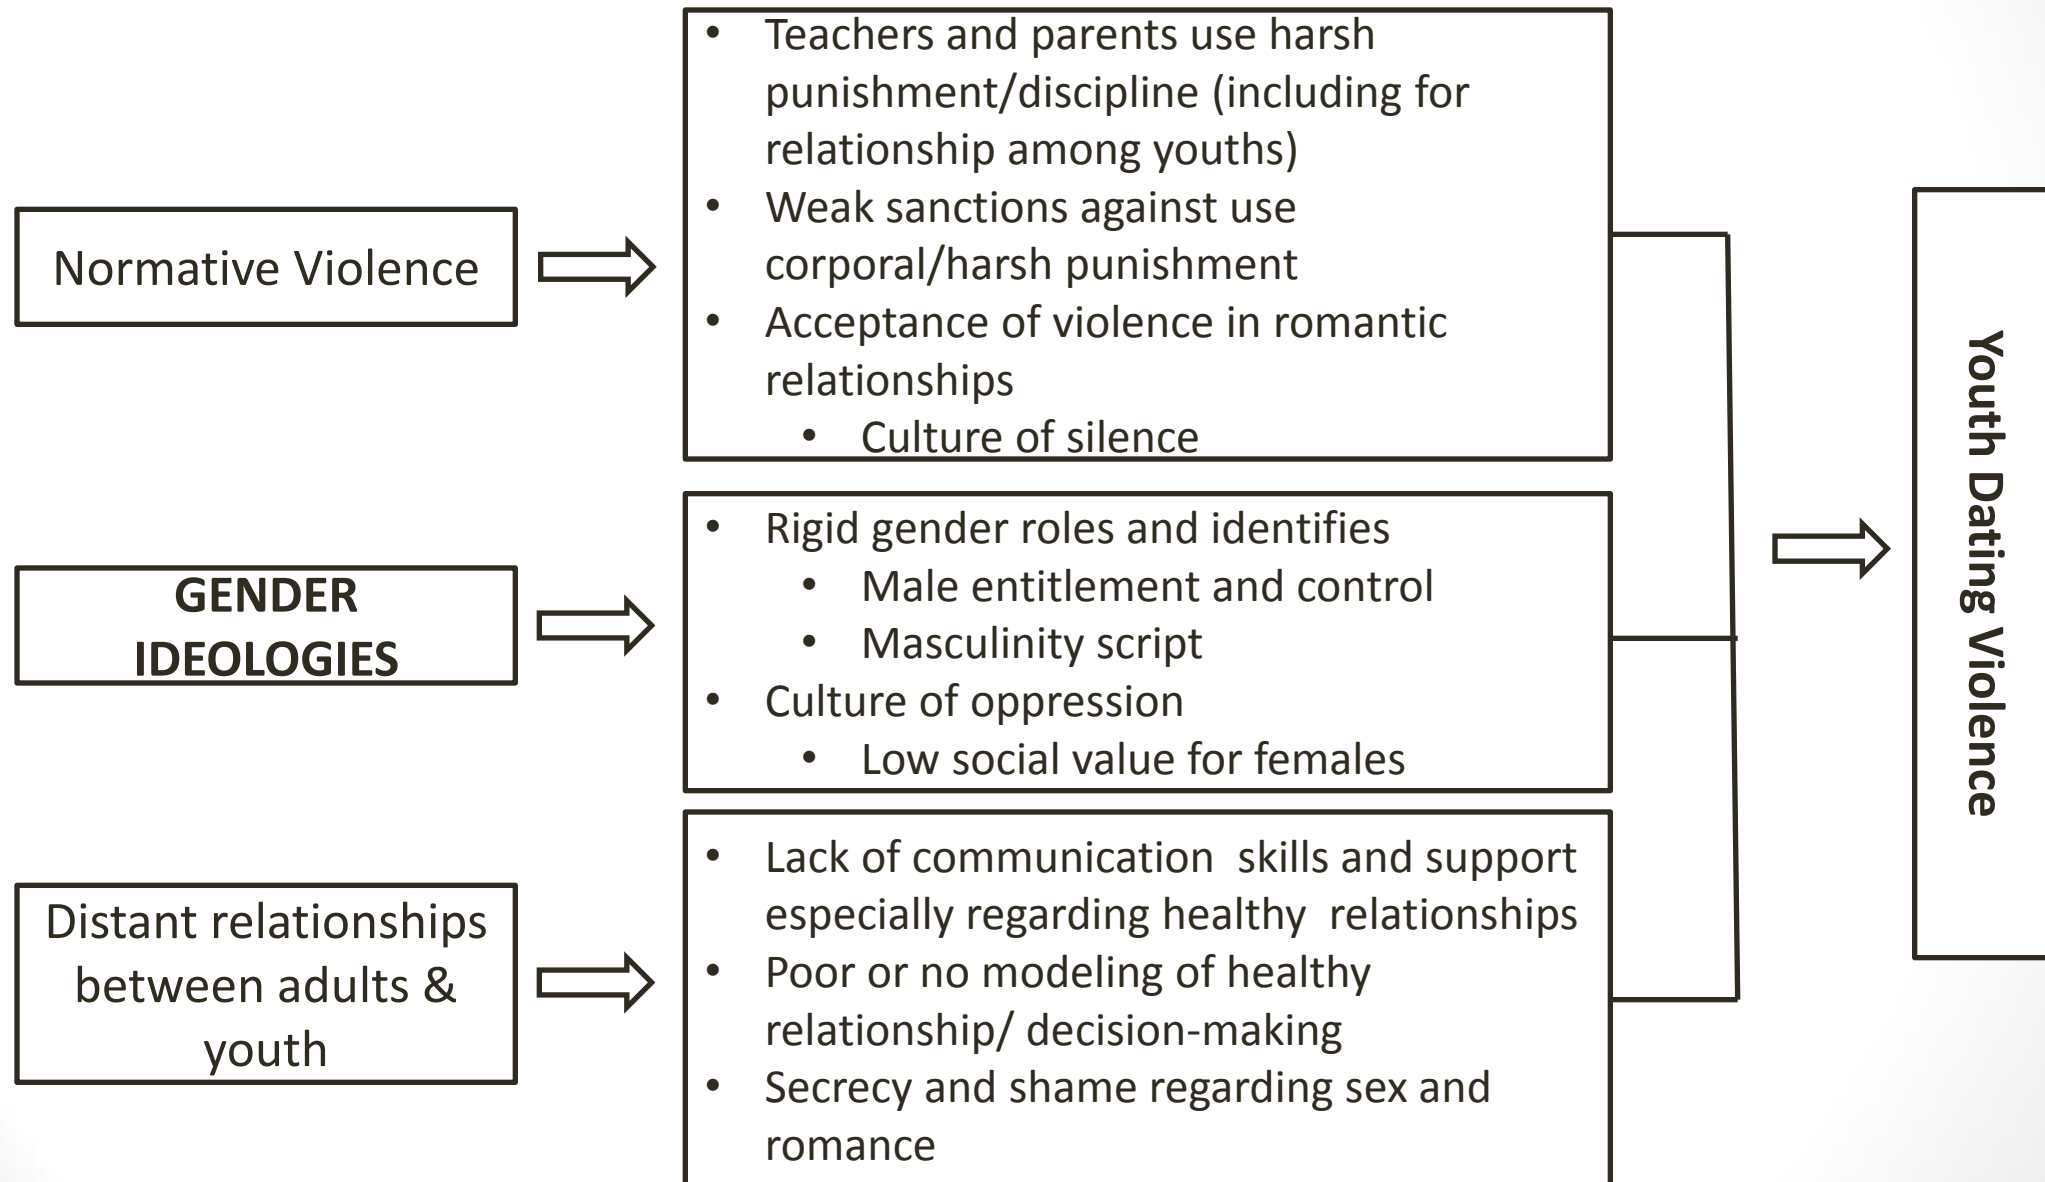 Normative Violence
• Teachers and parents use harsh
punishment/discipline (including for
relationship among youths)
• Weak sanctions against use
corporal/harsh punishment
• Acceptance of violence in romantic
relationships
• Culture of silence
GENDER
IDEOLOGIES
• Rigid gender roles and identifies
• Male entitlement and control
• Masculinity script
• Culture of oppression
• Low social value for females
Distant relationships
between adults &
youth
• Lack of communication  skills and support
especially regarding healthy  relationships
• Poor or no modeling of healthy
relationship/ decision-making
• Secrecy and shame regarding sex and
romance
Youth Dating Violence